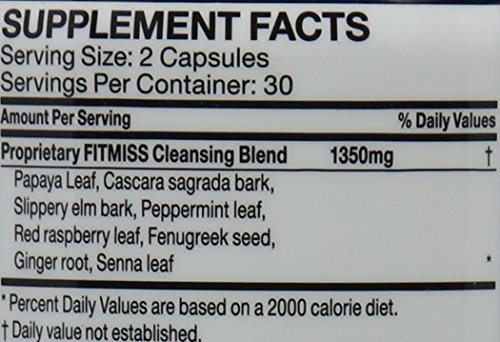 SUPPLEMENT FACTS
Serving Size: 2 Capsules
Servings Per Container: 30
Amount Per Serving % Daily Values
Proprietary FITMISS Cleansing Blend 1350mg †
Papaya Leaf, Cascara sagrada bark,
Slippery elm bark, Peppermint leaf,
Red raspberry leaf, Fenugreek seed,
Ginger root, Senna leaf *
*Percent Daily Values are based on a 2000 calorie diet.
† Daily value not established.